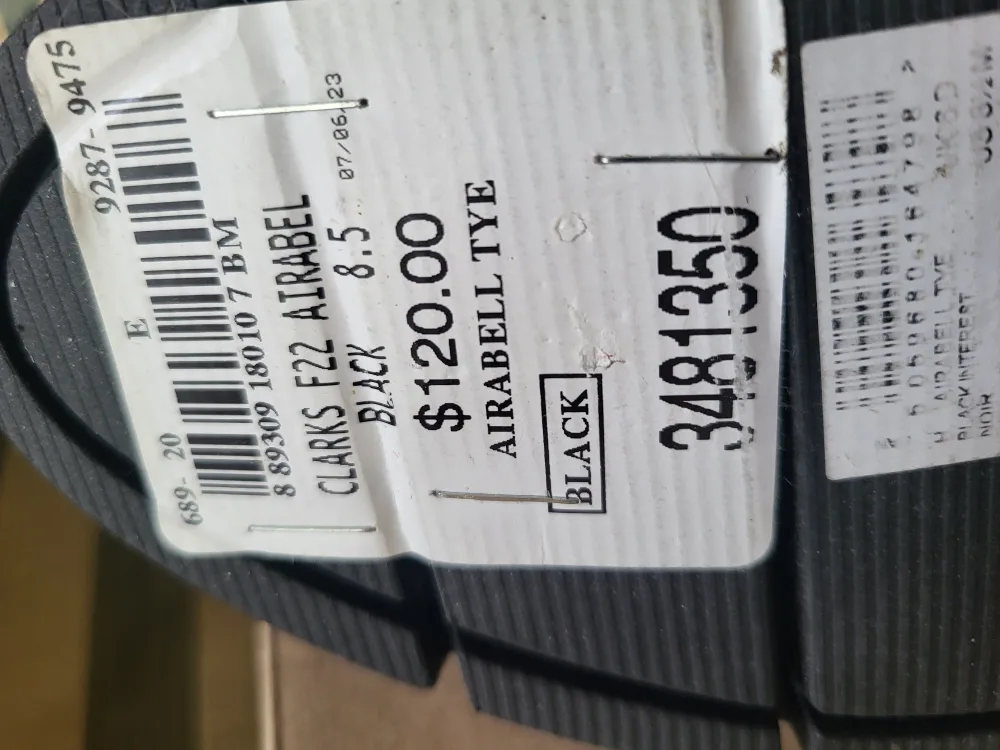 689- 20 E 9287- 9475
8 89309 18010 7 BM
CLARKS F22 AIRABEL
BLACK 8.5 07/06/23
$120.00
AIRABELL TYE
BLACK
3481350
AIRABELL TYE
BLACK INTEREST
NOIR